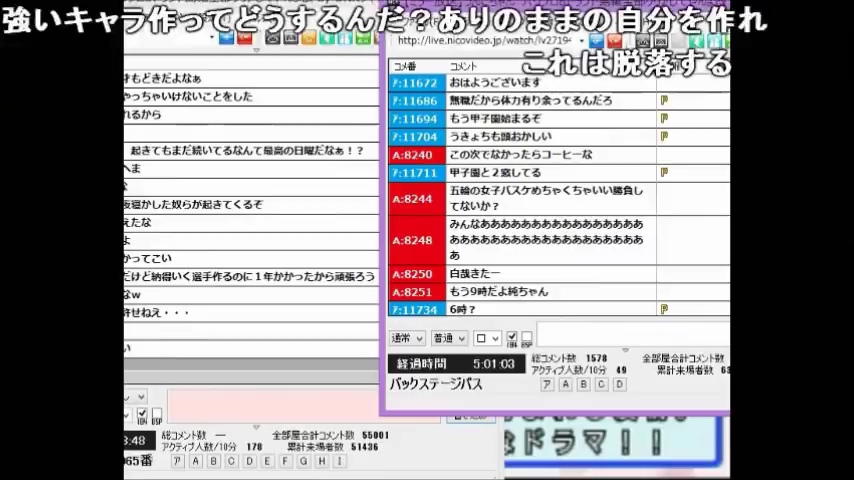 強いキャラ作ってどうするんだ？ありのままの自分を作れ
これは脱落する
http://live.nicovideo.jp/watch/lv2719
コメ番 コメント
ｱ:11672 おはようございます
ｱ:11686 無職だから体力有り余ってるんだろ P
ｱ:11694 もう甲子園始まるぞ P
ｱ:11704 うきょちも頭おかしい P
A:8240 この次でなかったらコーヒーな
ｱ:11711 甲子園と２窓してる P
A:8244 五輪の女子バスケめちゃくちゃいい勝負し
てないか？
A:8248 みんなあああああああああああああああ
あああああああああああああああああああ
あ
A:8250 白哉きたー
A:8251 もう9時だよ純ちゃん
ｱ:11734 6時？ P
通常 普通 □ 184 ESP
経過時間 5:01:03
総コメント数 1578
アクティブ人数/10分 49
全部屋合計コメント数
累計来場者数 63
バックステージパス
ア A B C D
才もどきだよなぁ
やっちゃいけないことをした
れるから
起きてもまだ続いてるなんて最高の日曜だなぁ！？
へま
な
夜寝かした奴らが起きてくるぞ
えたな
よ
かってこい
だけど納得いく選手作るのに１年かかったから頑張ろう
なw
許せねえ・・・
い
184 ESP
3:48
総コメント数 ―
アクティブ人数/10分 178
全部屋合計コメント数 55001
累計来場者数 51436
065番
ア A B C D E F G H I
ドラマ！！